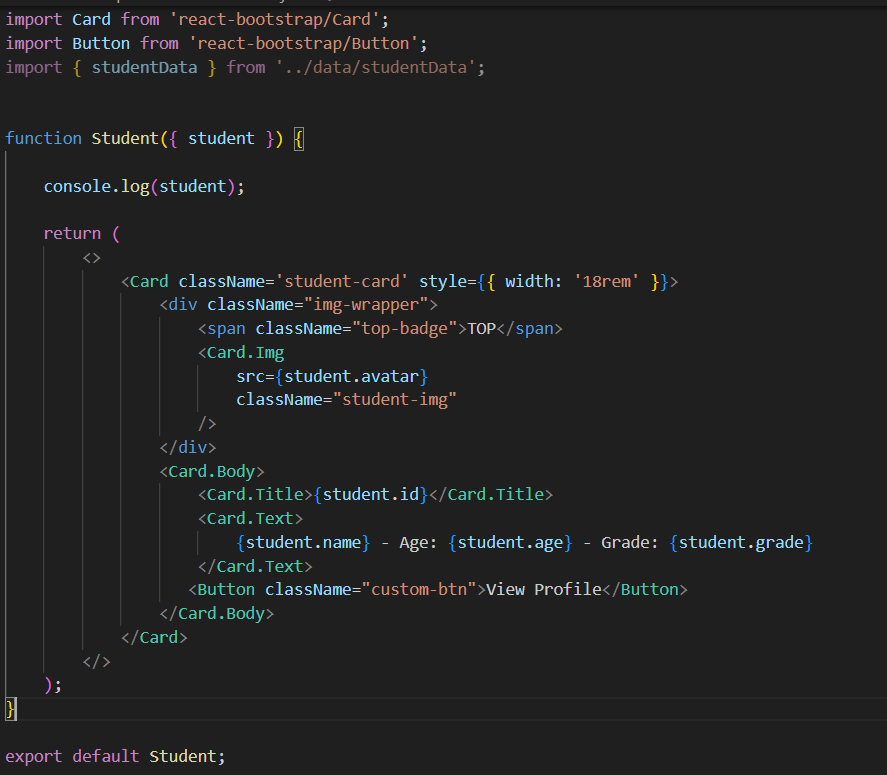 import Card from 'react-bootstrap/Card';
import Button from 'react-bootstrap/Button';
import { studentData } from '../data/studentData';
function Student({ student }) {
console.log(student);
return (
<>
<Card className='student-card' style={{ width: '18rem' }}>
<div className="img-wrapper">
<span className="top-badge">TOP</span>
<Card.Img
src={student.avatar}
className="student-img"
/>
</div>
<Card.Body>
<Card.Title>{student.id}</Card.Title>
<Card.Text>
{student.name} - Age: {student.age} - Grade: {student.grade}
</Card.Text>
<Button className="custom-btn">View Profile</Button>
</Card.Body>
</Card>
</>
);
}
export default Student;